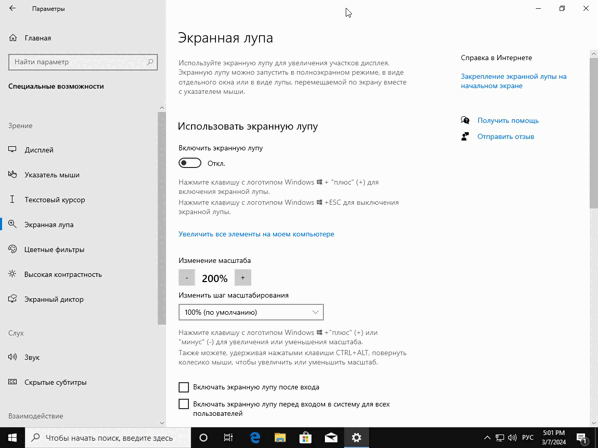 Параметры
Главная
Найти параметр
Специальные возможности
Зрение
Дисплей
Указатель мыши
Текстовый курсор
Экранная лупа
Цветные фильтры
Высокая контрастность
Экранный диктор
Слух
Звук
Скрытые субтитры
Взаимодействие
Экранная лупа
Используйте экранную лупу для увеличения участков дисплея.
Экранную лупу можно запустить в полноэкранном режиме, в виде
отдельного окна или в виде лупы, перемещаемой по экрану вместе
с указателем мыши.
Использовать экранную лупу
Включить экранную лупу
Откл.
Нажмите клавишу с логотипом Windows + "плюс" (+) для
включения экранной лупы.
Нажмите клавишу с логотипом Windows +ESC для выключения
экранной лупы.
Увеличить все элементы на моем компьютере
Изменение масштаба
- 200% +
Изменить шаг масштабирования
100% (по умолчанию)
Нажмите клавишу с логотипом Windows +"плюс" (+) или
"минус" (-) для увеличения или уменьшения масштаба.
Также можете, удерживая нажатыми клавиши CTRL+ALT, повернуть
колесико мыши, чтобы увеличить или уменьшить масштаб.
Включать экранную лупу после входа
Включать экранную лупу перед входом в систему для всех
пользователей
Справка в Интернете
Закрепление экранной лупы на
начальном экране
Получить помощь
Отправить отзыв
Чтобы начать поиск, введите здесь
РУС
5:01 PM
3/7/2024